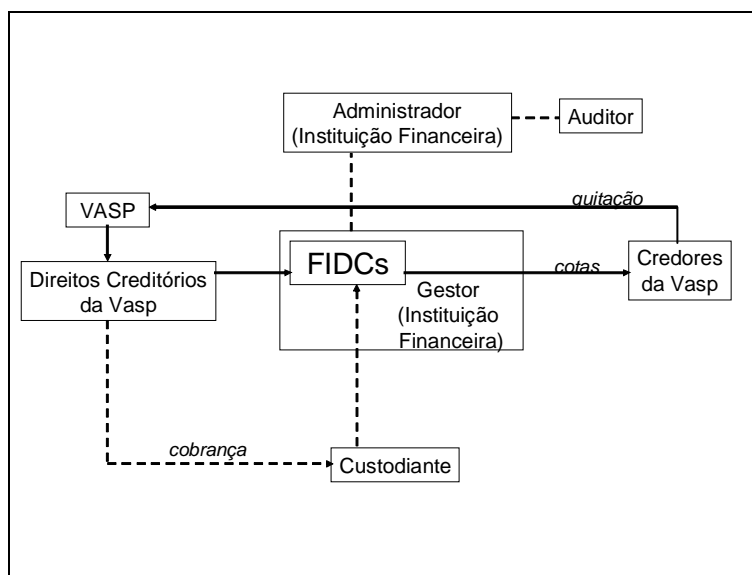 Administrador
(Instituição Financeira)
Auditor
quitação
VASP
FIDCs
cotas
Credores
da Vasp
Direitos Creditórios
da Vasp
Gestor
(Instituição
Financeira)
cobrança
Custodiante